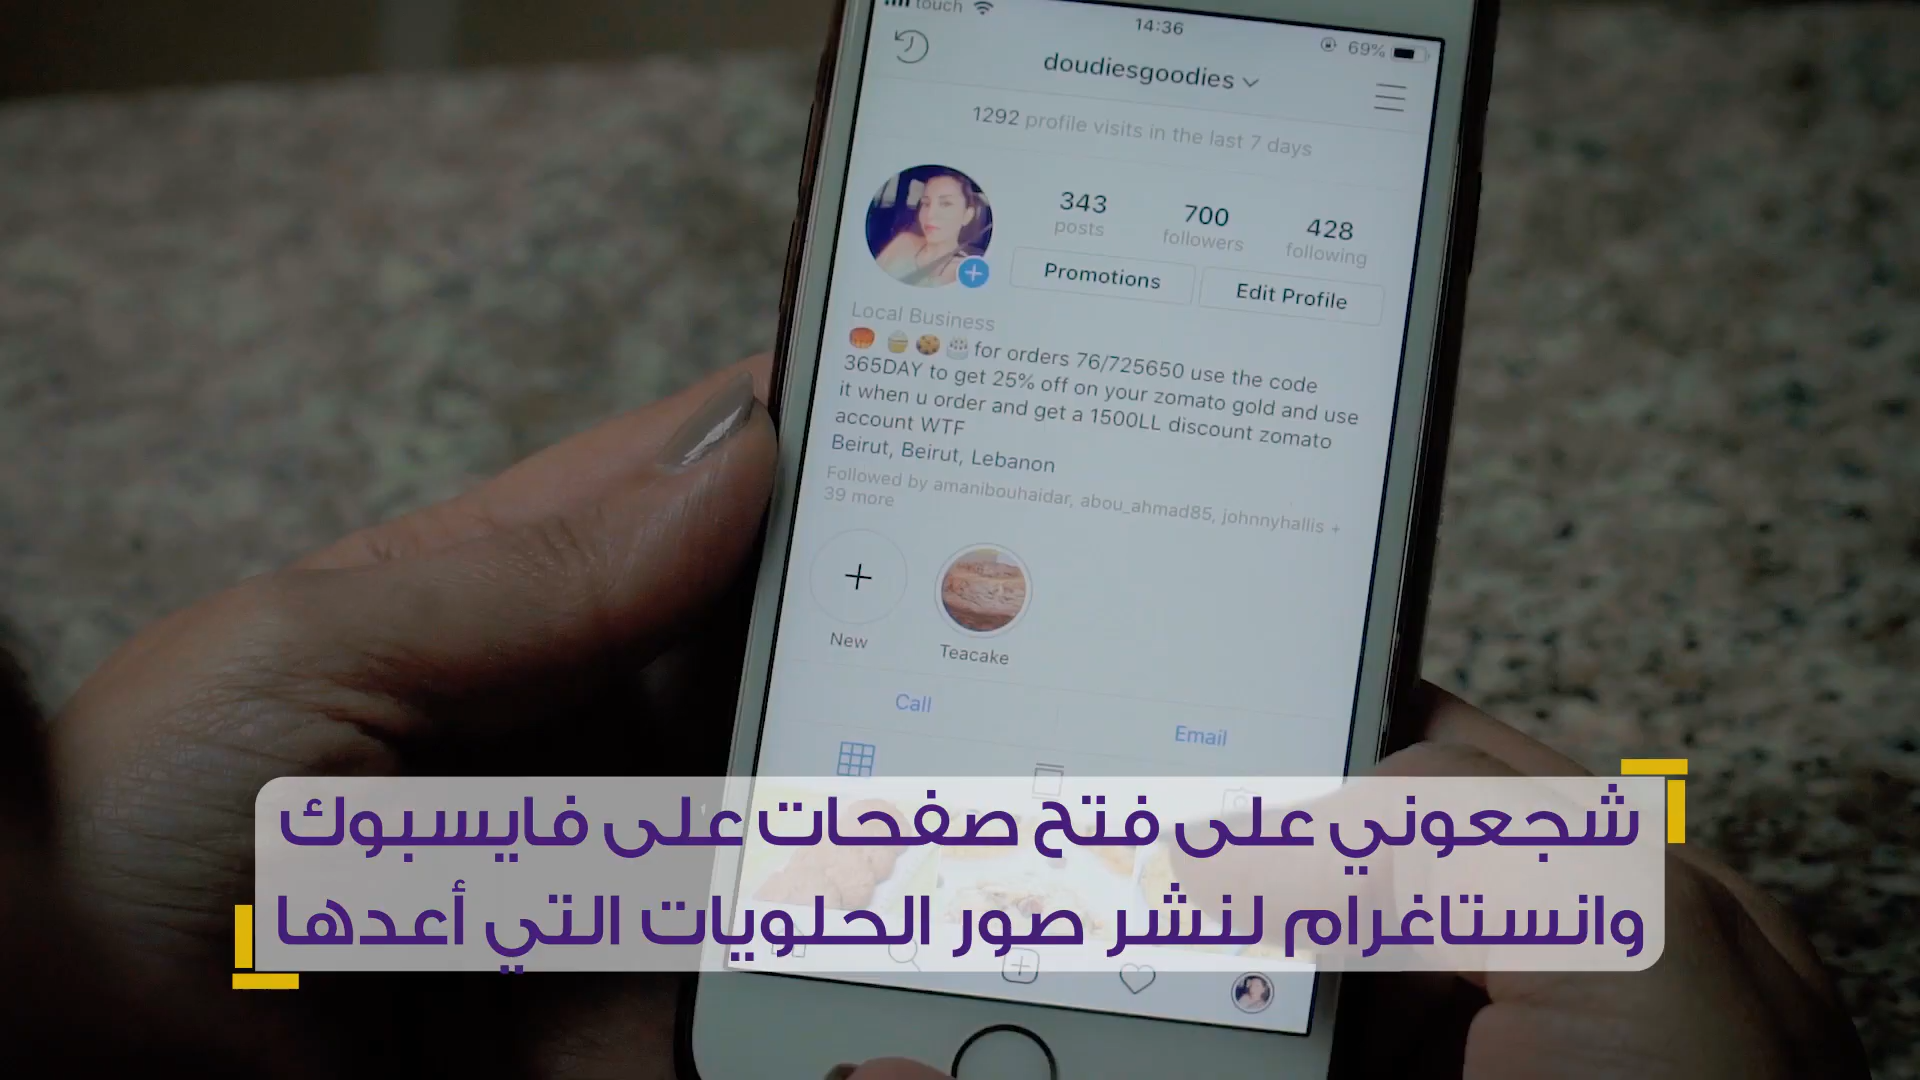 touch
14:36
69%
doudiesgoodies
1292 profile visits in the last 7 days
343 700 428
posts followers following
Promotions Edit Profile
Local Business
for orders 76/725650 use the code
365DAY to get 25% off on your zomato gold and use
it when u order and get a 1500LL discount zomato
account WTF
Beirut, Beirut, Lebanon
Followed by amanibouhaidar, abou_ahmad85, johnnyhallis +
39 more
New Teacake
Call Email
شجعوني على فتح صفحات على فايسبوك
وانستاغرام لنشر صور الحلويات التي أعدها